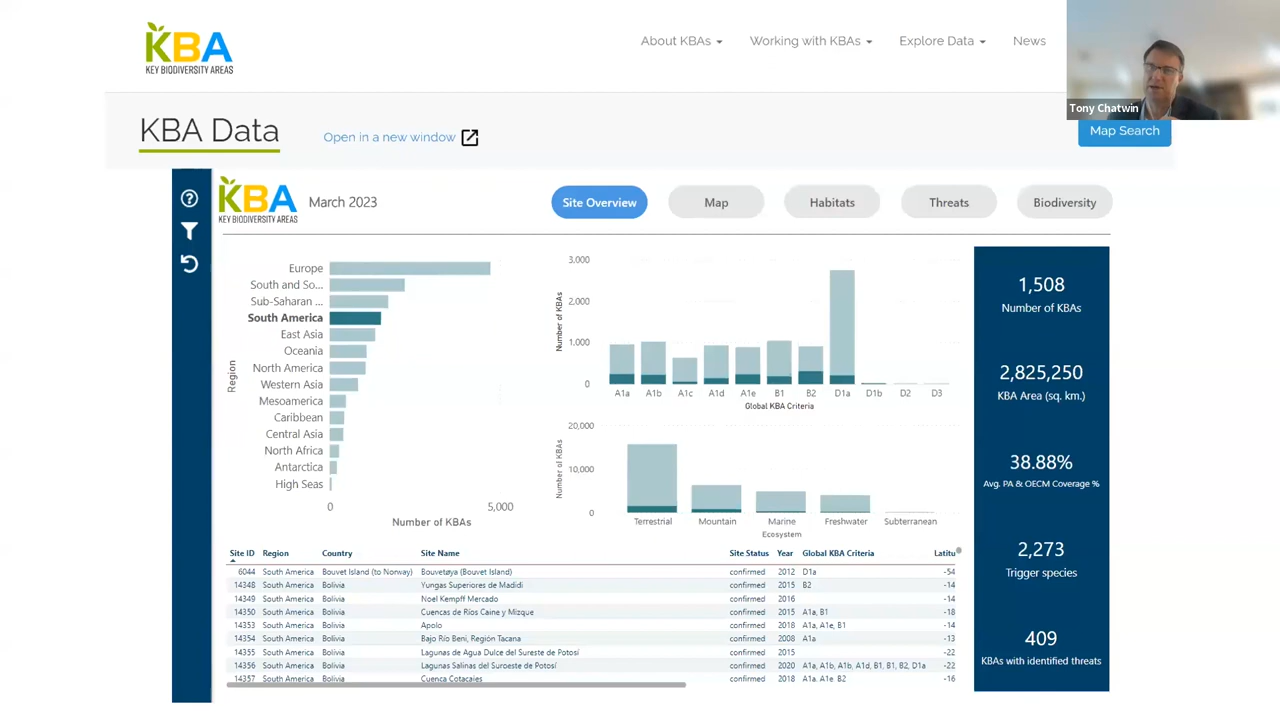 KBA
KEY BIODIVERSITY AREAS
About KBAs
Working with KBAs
Explore Data
News
Tony Chatwin
KBA Data
Open in a new window
Map Search
KBA
KEY BIODIVERSITY AREAS
March 2023
Site Overview
Map
Habitats
Threats
Biodiversity
Region
Europe
South and So...
Sub-Saharan ...
South America
East Asia
Oceania
North America
Western Asia
Mesoamerica
Caribbean
Central Asia
North Africa
Antarctica
High Seas
0 5,000
Number of KBAs
Number of KBAs
3,000
2,000
1,000
0
A1a A1b A1c A1d A1e B1 B2 D1a D1b D2 D3
Global KBA Criteria
Number of KBAs
20,000
10,000
0
Terrestrial Mountain Marine Freshwater Subterranean
Ecosystem
1,508
Number of KBAs
2,825,250
KBA Area (sq. km.)
38.88%
Avg. PA & OECM Coverage %
2,273
Trigger species
409
KBAs with identified threats
Site ID Region Country Site Name Site Status Year Global KBA Criteria Latitu
6044 South America Bouvet Island (to Norway) Bouvetøya (Bouvet Island) confirmed 2012 D1a -54
14348 South America Bolivia Yungas Superiores de Madidi confirmed 2015 B2 -14
14349 South America Bolivia Noel Kempff Mercado confirmed 2016 -14
14350 South America Bolivia Cuencas de Ríos Caine y Mizque confirmed 2015 A1a, B1 -18
14353 South America Bolivia Apolo confirmed 2018 A1a, A1e, B1 -14
14354 South America Bolivia Bajo Río Beni, Región Tacana confirmed 2008 A1a -13
14355 South America Bolivia Lagunas de Agua Dulce del Sureste de Potosí confirmed 2015 -22
14356 South America Bolivia Lagunas Salinas del Suroeste de Potosí confirmed 2020 A1a, A1b, A1b, A1d, B1, B1, B2, D1a -22
14357 South America Bolivia Cuenca Cotacajes confirmed 2018 A1a, A1e, B2 -16